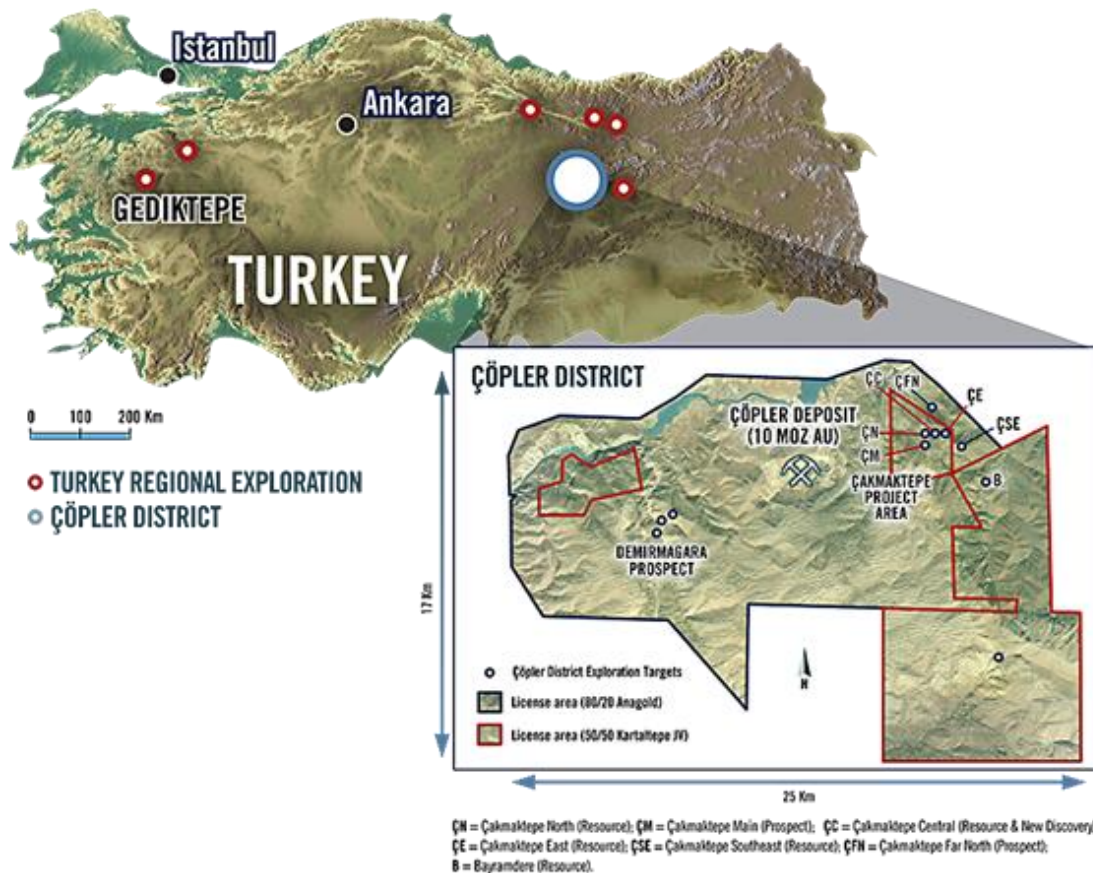 Istanbul
Ankara
GEDIKTEPE
TURKEY
0 100 200 Km
TURKEY REGIONAL EXPLORATION
ÇÖPLER DISTRICT
ÇÖPLER DISTRICT
ÇÖPLER DEPOSIT
(10 MOZ AU)
ÇC
ÇFN
ÇE
ÇN
ÇSE
ÇM
ÇAKMAKTEPE
PROJECT
AREA
B
DEMIRMAGARA
PROSPECT
17 Km
N
Çöpler District Exploration Targets
License area (80/20 Anagold)
License area (50/50 Kartaltepe JV)
25 Km
ÇN = Çakmaktepe North (Resource); ÇM = Çakmaktepe Main (Prospect); ÇC = Çakmaktepe Central (Resource & New Discovery)
ÇE = Çakmaktepe East (Resource); ÇSE = Çakmaktepe Southeast (Resource); ÇFN = Çakmaktepe Far North (Prospect);
B = Bayramdere (Resource).